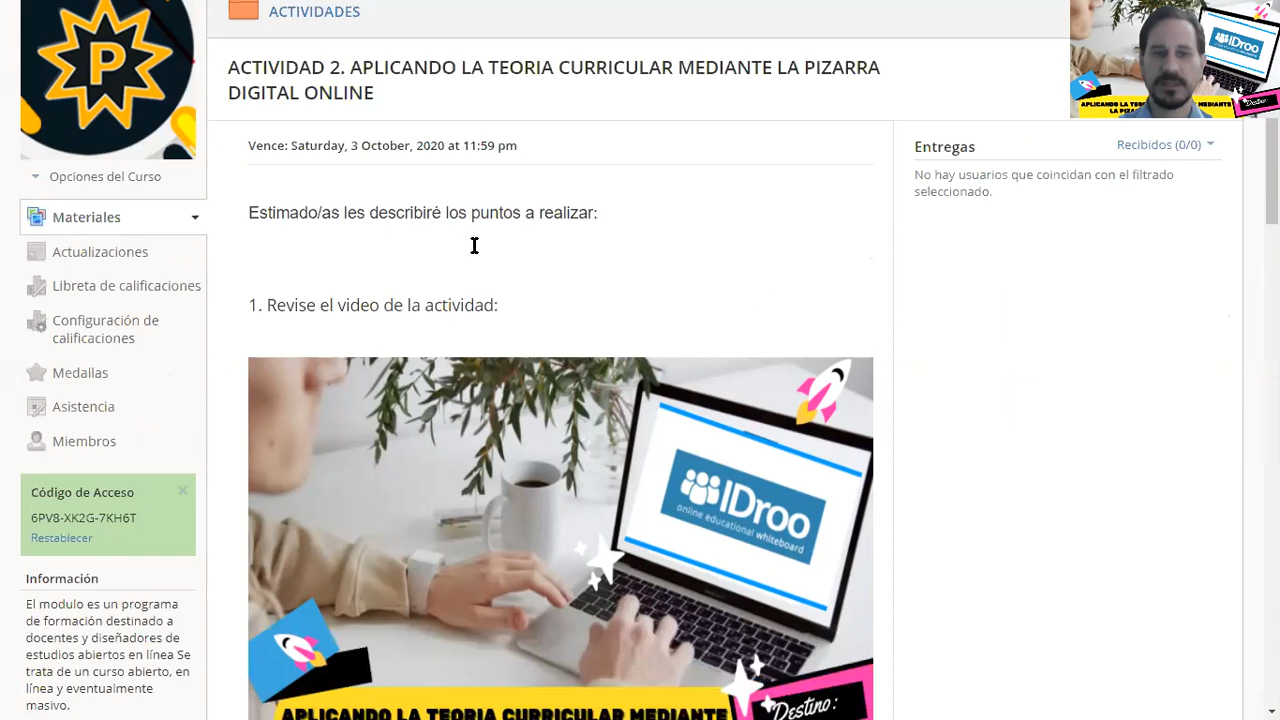 P
ACTIVIDADES
ACTIVIDAD 2. APLICANDO LA TEORIA CURRICULAR MEDIANTE LA PIZARRA
DIGITAL ONLINE
Vence: Saturday, 3 October, 2020 at 11:59 pm
Estimado/as les describiré los puntos a realizar:
1. Revise el video de la actividad:
IDroo
online educational whiteboard
APLICANDO LA TEORIA CURRICULAR MEDIANTE
Destino:
Opciones del Curso
Materiales
Actualizaciones
Libreta de calificaciones
Configuración de
calificaciones
Medallas
Asistencia
Miembros
Código de Acceso
6PV8-XK2G-7KH6T
Restablecer
Información
El modulo es un programa
de formación destinado a
docentes y diseñadores de
estudios abiertos en línea Se
trata de un curso abierto, en
línea y eventualmente
masivo.
Entregas
Recibidos (0/0)
No hay usuarios que coincidan con el filtrado
seleccionado.
IDroo
Destino: